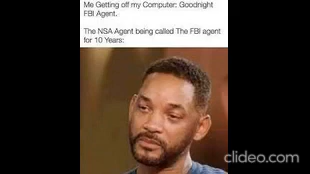 Me Getting off my Computer: Goodnight
FBI Agent.
The NSA Agent being called The FBI agent
for 10 Years:
clideo.com